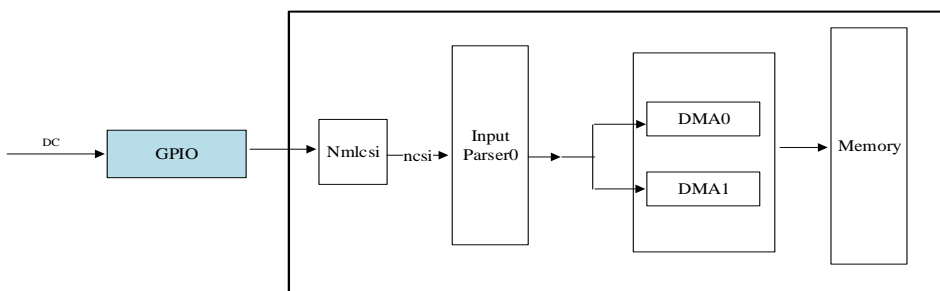 DC
GPIO
Nmlcsi
ncsi
Input
Parser0
DMA0
DMA1
Memory